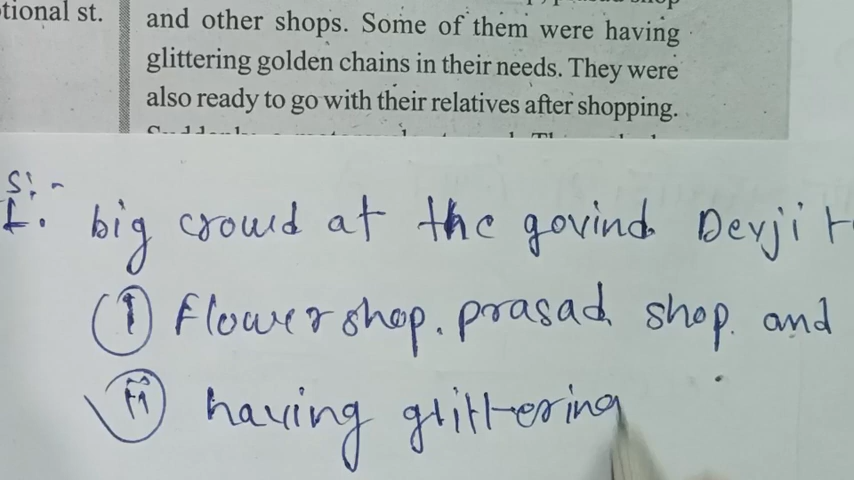 tional st.
and other shops. Some of them were having
glittering golden chains in their needs. They were
also ready to go with their relatives after shopping.
S:-
I. big crowd at the govind Devji t
(I) flower shop. prasad shop. and
(II) having glittering